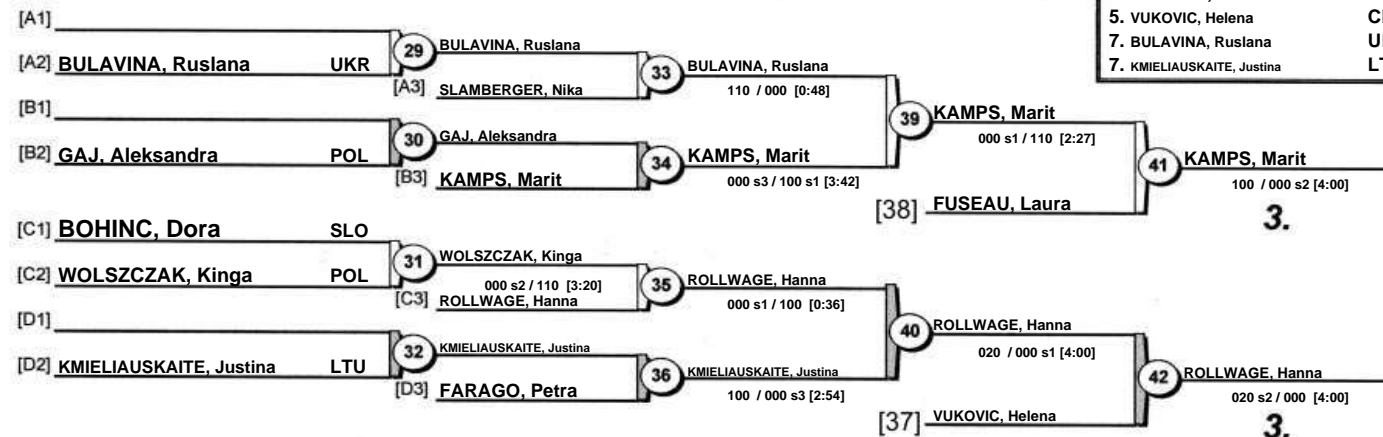 [A1]
[A2] BULAVINA, Ruslana UKR
29
BULAVINA, Ruslana
[A3] SLAMBERGER, Nika
33
BULAVINA, Ruslana
110 / 000 [0:48]
[B1]
[B2] GAJ, Aleksandra POL
30
GAJ, Aleksandra
[B3] KAMPS, Marit
34
KAMPS, Marit
000 s3 / 100 s1 [3:42]
39
KAMPS, Marit
000 s1 / 110 [2:27]
[38] FUSEAU, Laura
41
KAMPS, Marit
100 / 000 s2 [4:00]
3.
[C1] BOHINC, Dora SLO
[C2] WOLSZCZAK, Kinga POL
31
WOLSZCZAK, Kinga
000 s2 / 110 [3:20]
[C3] ROLLWAGE, Hanna
35
ROLLWAGE, Hanna
000 s1 / 100 [0:36]
[D1]
[D2] KMIELIAUSKAITE, Justina LTU
32
KMIELIAUSKAITE, Justina
[D3] FARAGO, Petra
36
KMIELIAUSKAITE, Justina
100 / 000 s3 [2:54]
40
ROLLWAGE, Hanna
020 / 000 s1 [4:00]
[37] VUKOVIC, Helena
42
ROLLWAGE, Hanna
020 s2 / 000 [4:00]
3.
5. VUKOVIC, Helena
7. BULAVINA, Ruslana
7. KMIELIAUSKAITE, Justina